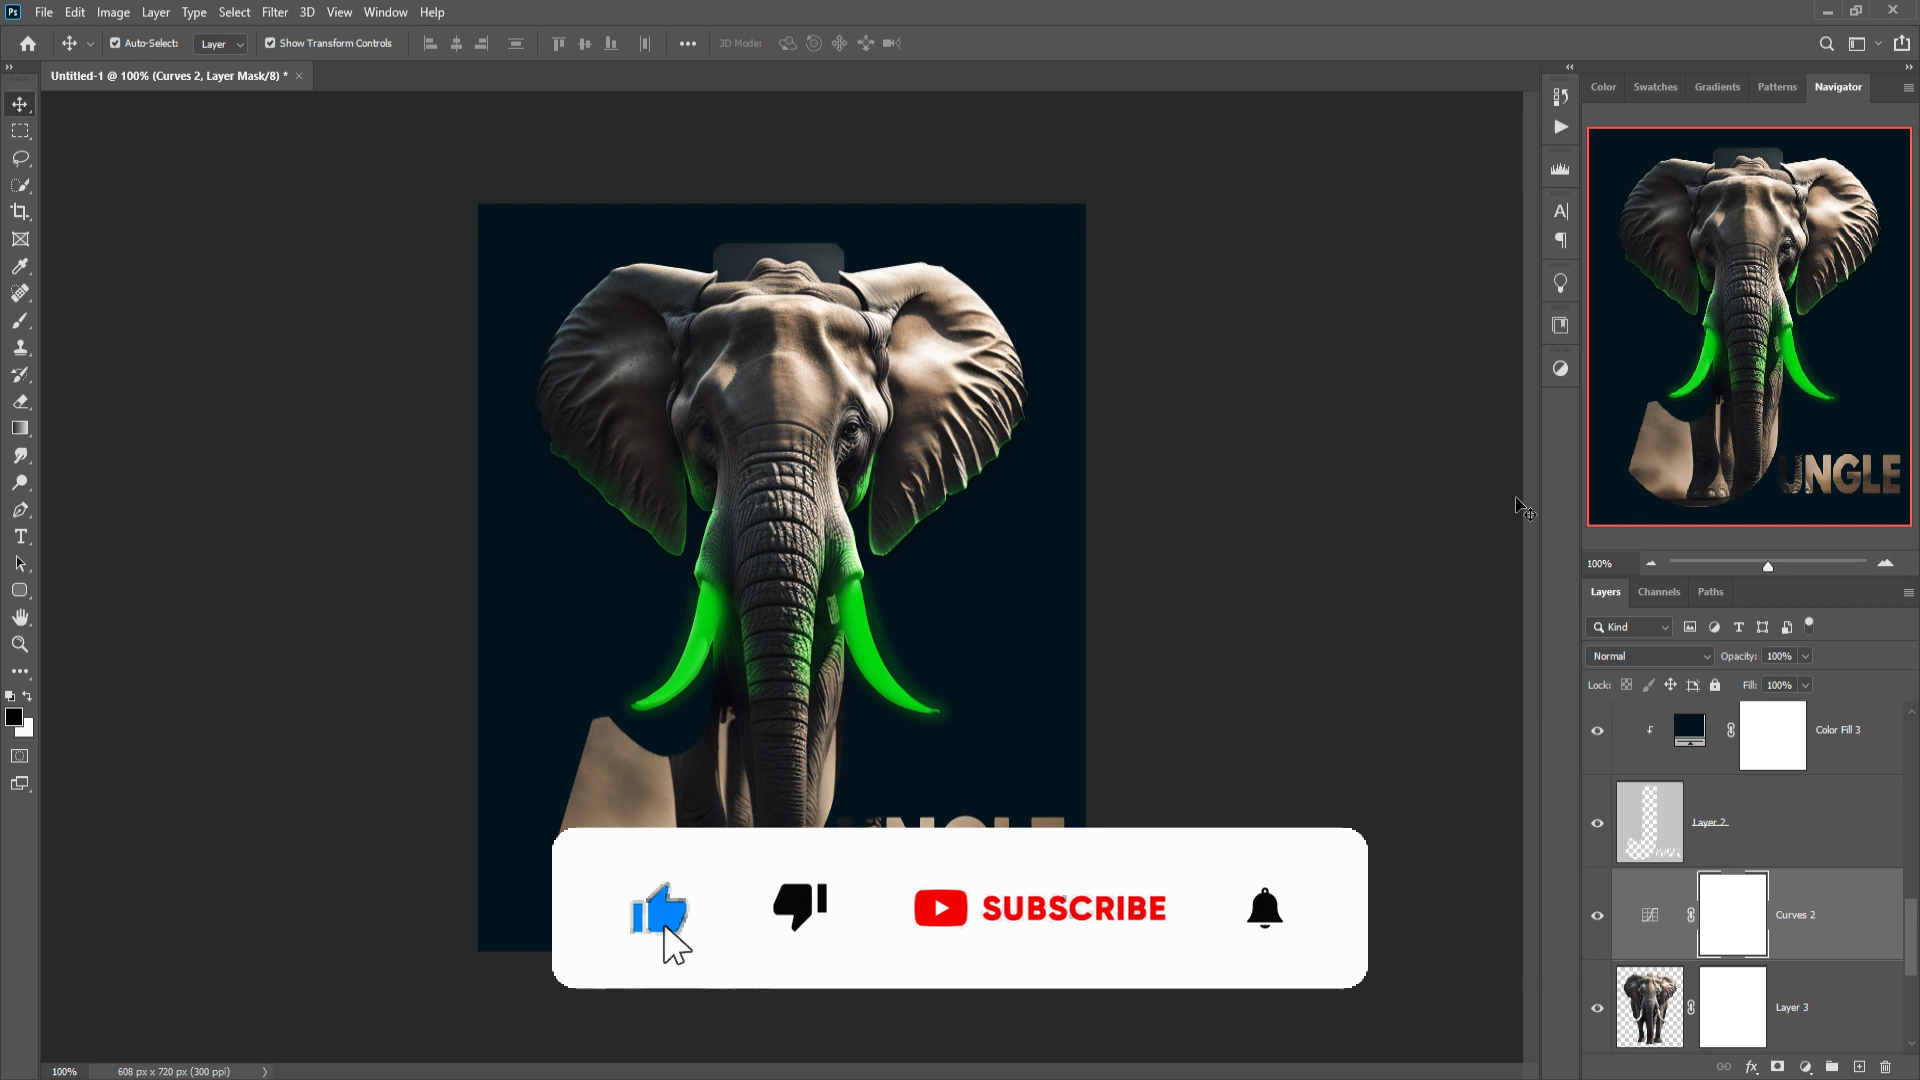 Ps File Edit Image Layer Type Select Filter 3D View Window Help
Auto-Select: Layer Show Transform Controls 3D Mode:
Untitled-1 @ 100% (Curves 2, Layer Mask/8) *
Color Swatches Gradients Patterns Navigator
UNGLE
100%
Layers Channels Paths
Kind
Normal Opacity: 100%
Lock: Fill: 100%
Color Fill 3
Layer 2
Curves 2
Layer 3
UNGLE
SUBSCRIBE
100% 608 px x 720 px (300 ppi)